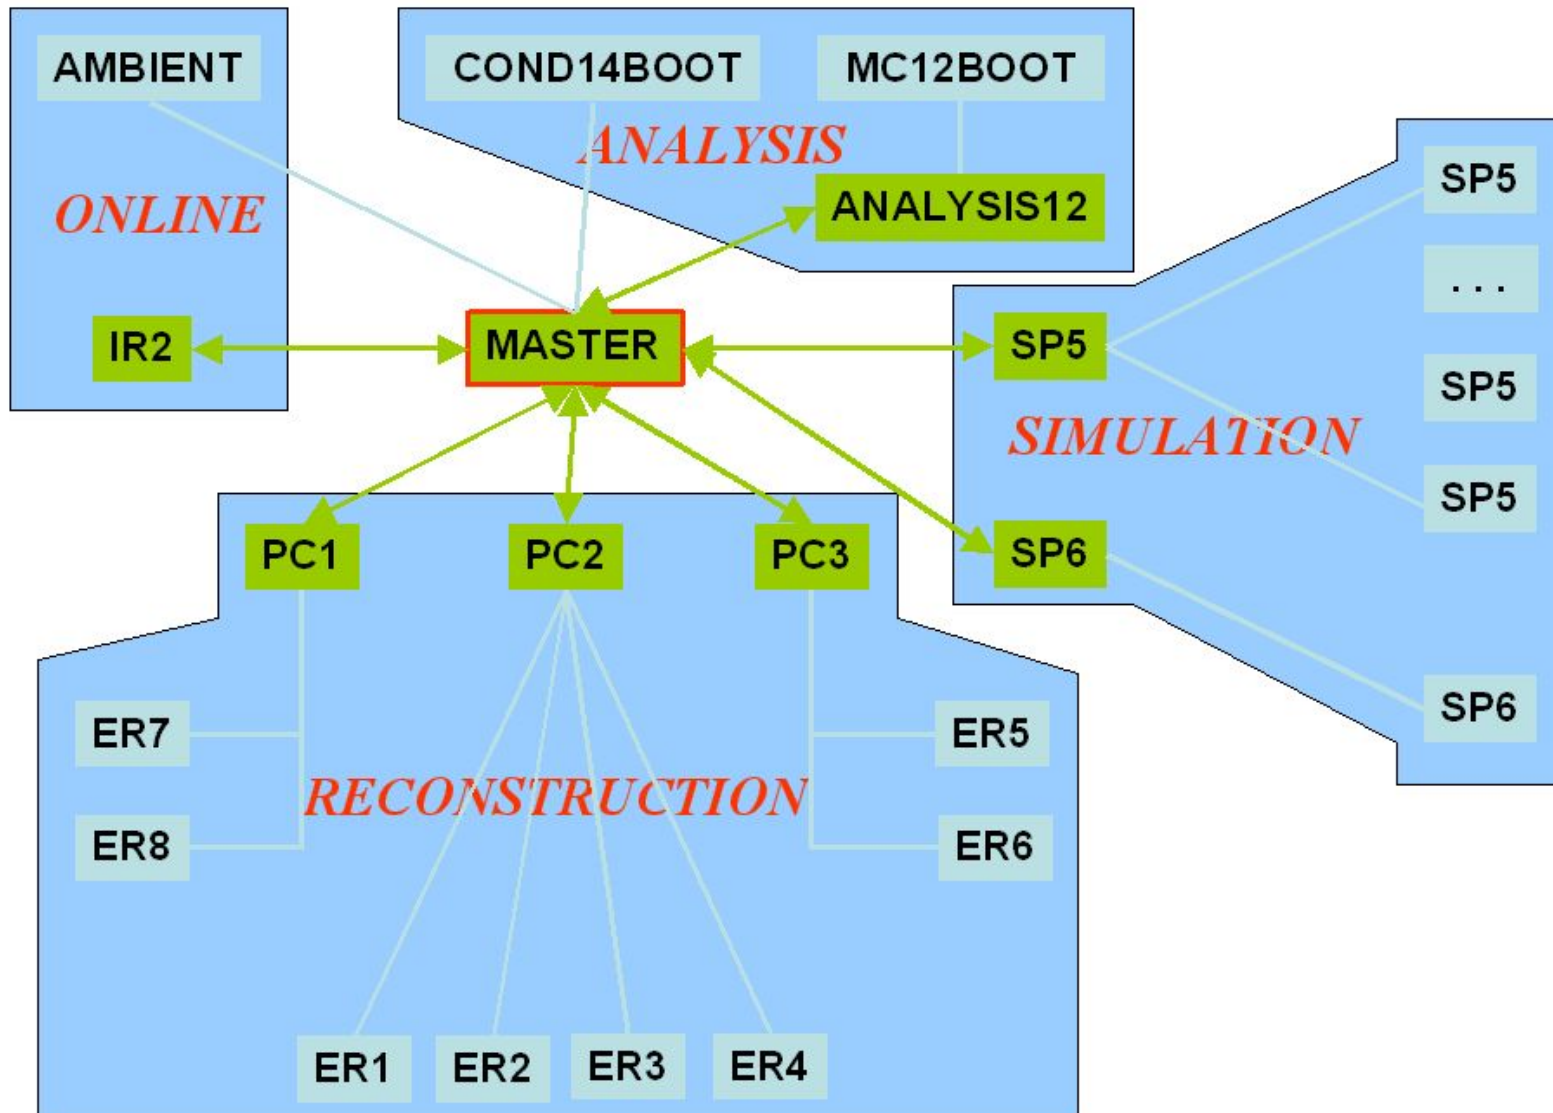 AMBIENT
COND14BOOT
MC12BOOT
ANALYSIS
SP5
ONLINE
ANALYSIS12
...
IR2
MASTER
SP5
SP5
SIMULATION
SP5
PC1
PC2
PC3
SP6
SP6
ER7
ER5
RECONSTRUCTION
ER8
ER6
ER1
ER2
ER3
ER4